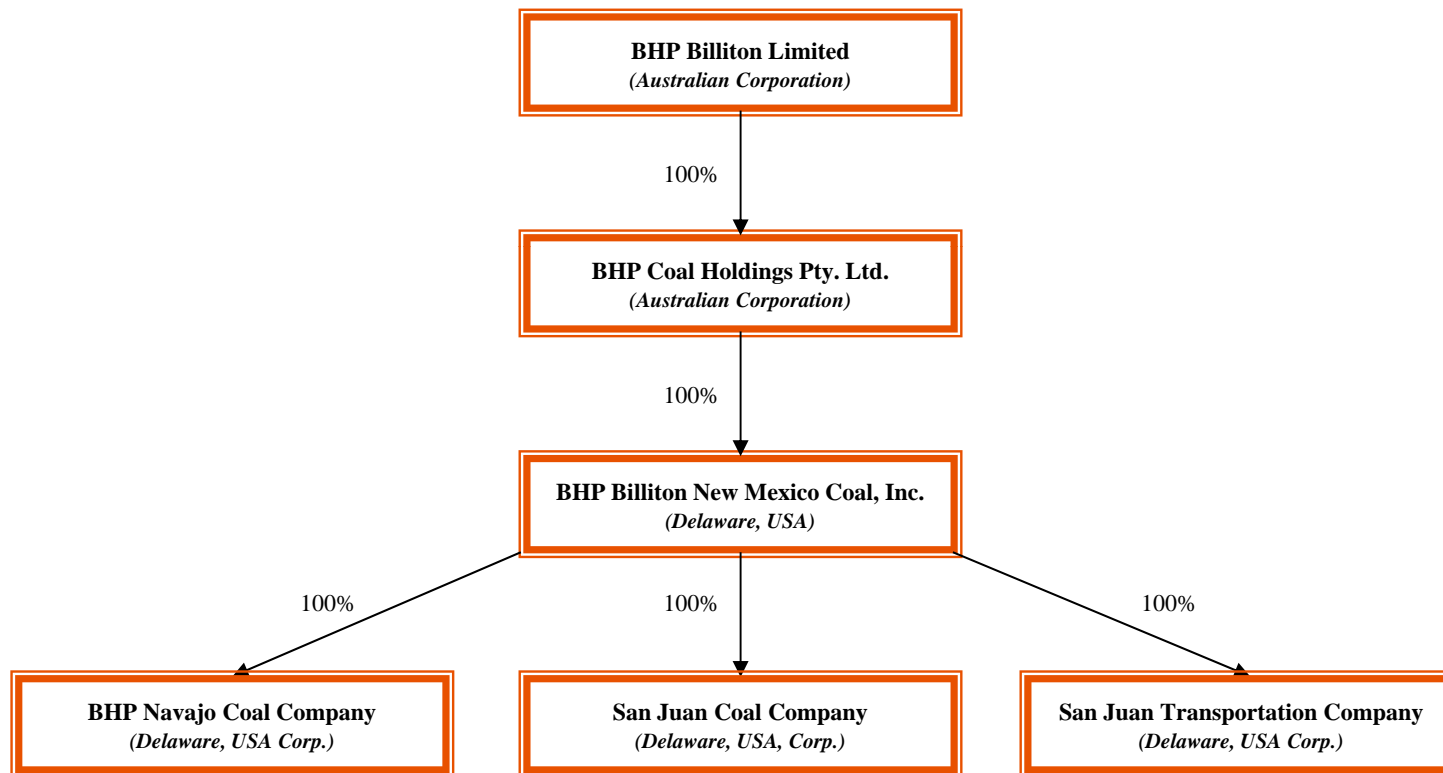 BHP Billiton Limited
(Australian Corporation)
100%
BHP Coal Holdings Pty. Ltd.
(Australian Corporation)
100%
BHP Billiton New Mexico Coal, Inc.
(Delaware, USA)
100%
100%
100%
BHP Navajo Coal Company
(Delaware, USA Corp.)
San Juan Coal Company
(Delaware, USA, Corp.)
San Juan Transportation Company
(Delaware, USA Corp.)